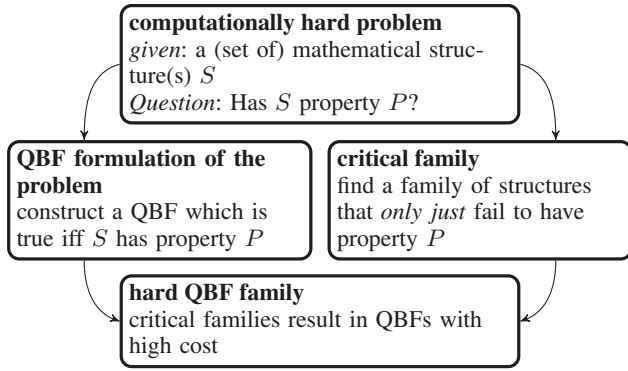 computationally hard problem
given: a (set of) mathematical struc-
ture(s) S
Question: Has S property P?
QBF formulation of the
problem
construct a QBF which is
true iff S has property P
critical family
find a family of structures
that only just fail to have
property P
hard QBF family
critical families result in QBFs with
high cost